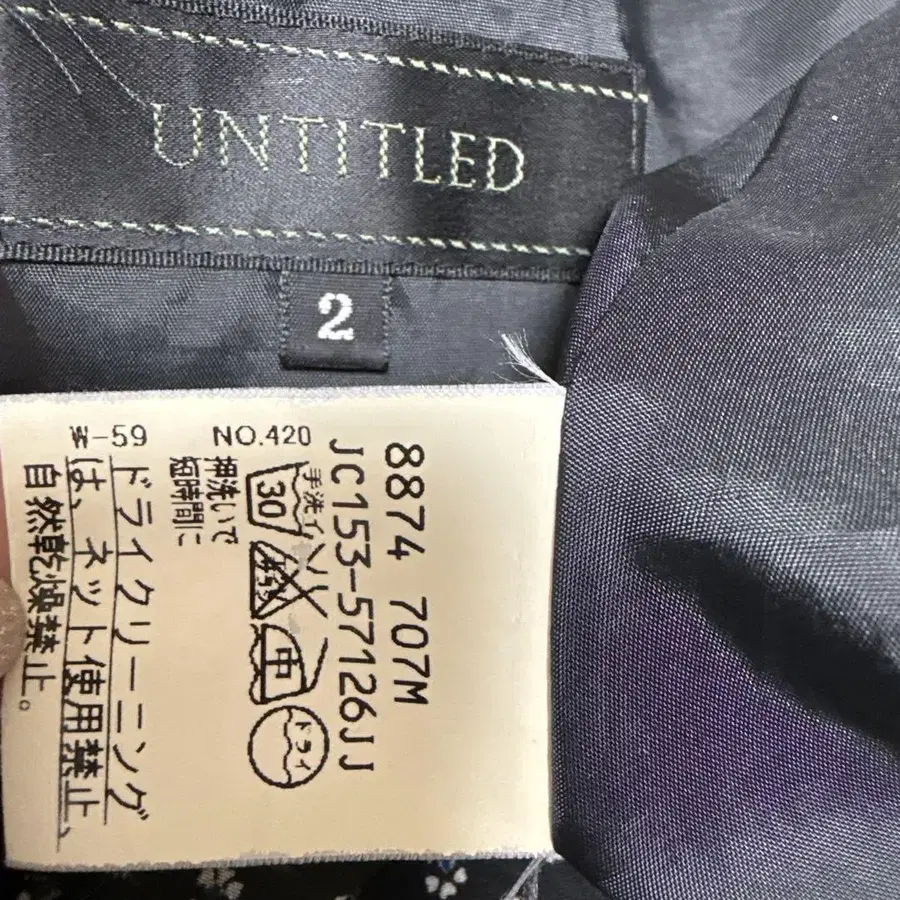 UNTITLED
2
8874 707M
JC153-57126JJ
手洗イ
30
中
ドライ
押洗いで
短時間に
NO.420
ドライクリーニング
は、ネット使用禁止、
自然乾燥禁止。
-59